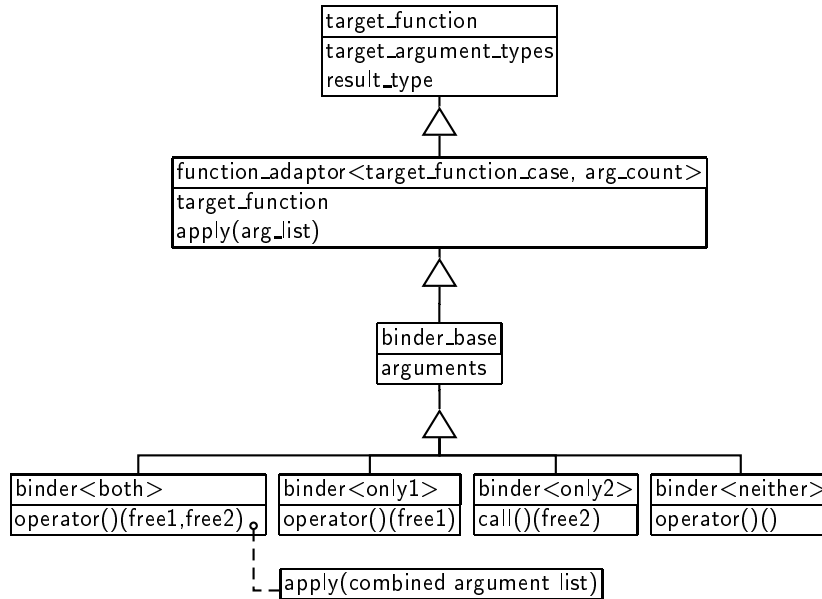 target_function
target_argument_types
result_type
function_adaptor<target_function_case, arg_count>
target_function
apply(arg_list)
binder_base
arguments
binder<both>
operator()(free1,free2)
binder<only1>
operator()(free1)
binder<only2>
call()(free2)
binder<neither>
operator()()
apply(combined argument list)